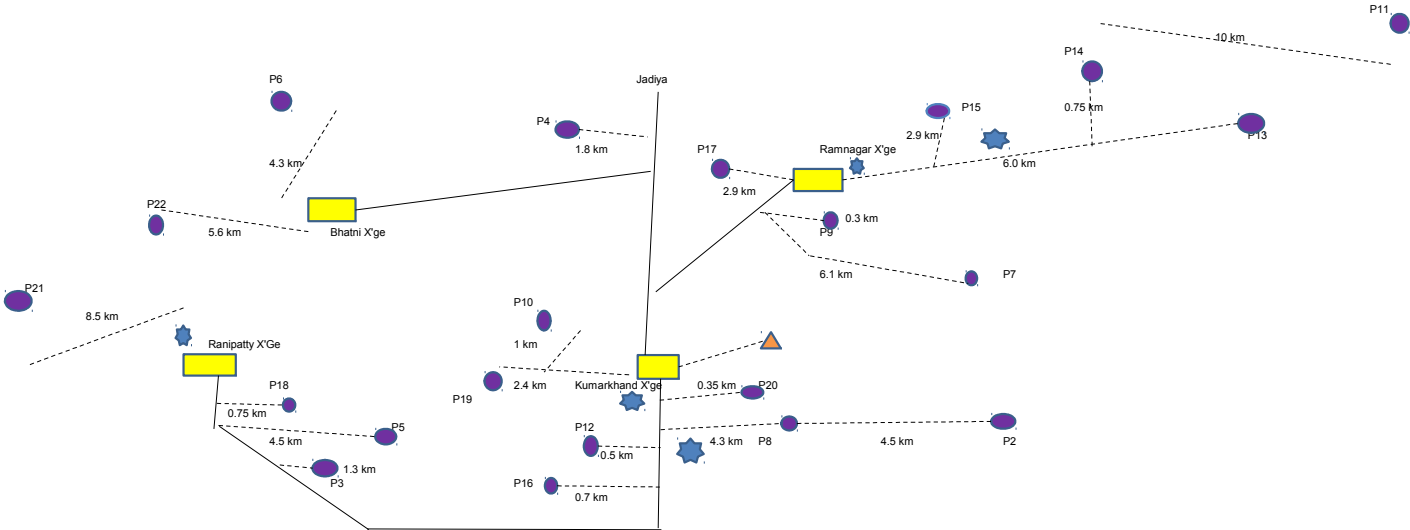 P11
10 km
P14
P6
Jadiya
0.75 km
P15
P4
2.9 km
P13
1.8 km
P17
Ramnagar X'ge
4.3 km
6.0 km
2.9 km
P22
0.3 km
5.6 km
Bhatni X'ge
P9
6.1 km
P7
P21
P10
8.5 km
Ranipatty X'Ge
1 km
P18
2.4 km
Kumarkhand X'ge
0.35 km
P20
P19
0.75 km
P5
P12
4.5 km
4.3 km
P8
4.5 km
P2
0.5 km
1.3 km
P3
P16
0.7 km